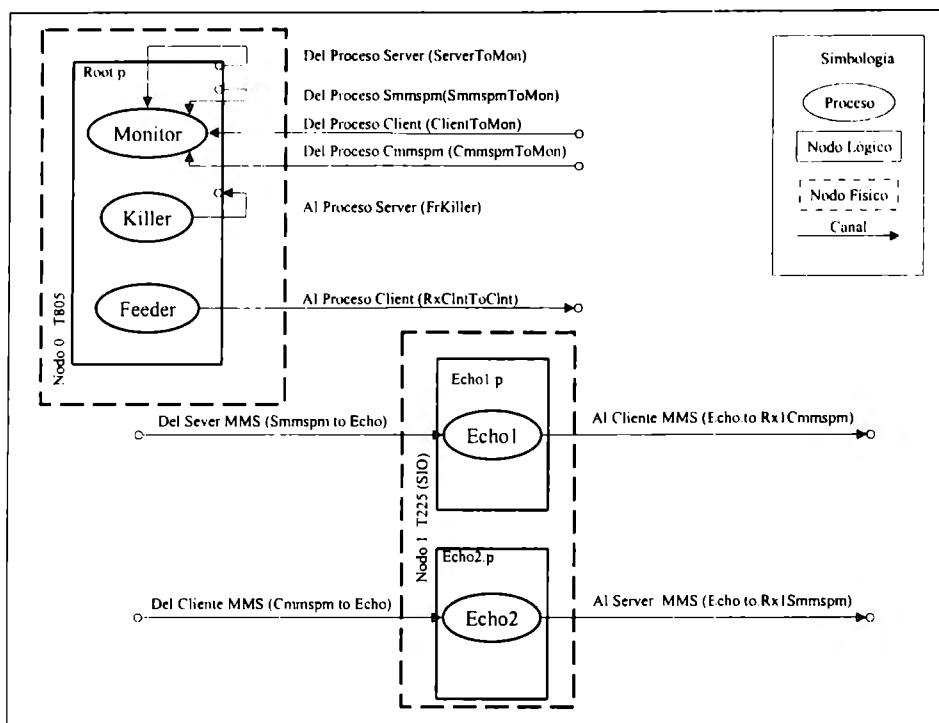 Root.p
Monitor
Killer
Feeder
Nodo 0 T805
Del Proceso Server (ServerToMon)
Del Proceso Smmspm(SmmspmToMon)
Del Proceso Client (ClientToMon)
Del Proceso Cmmspm (CmmspmToMon)
Al Proceso Server (FrKiller)
Al Proceso Client (RxClntToClnt)
Simbología
Proceso
Nodo Lógico
Nodo Físico
Canal
Echo1.p
Del Sever MMS (Smmspm to Echo)
Echo1
Al Cliente MMS (Echo to Rx1Cmmspm)
Nodo 1 T225 (SIO)
Echo2.p
Del Cliente MMS (Cmmspm to Echo)
Echo2
Al Server MMS (Echo to Rx1Smmspm)